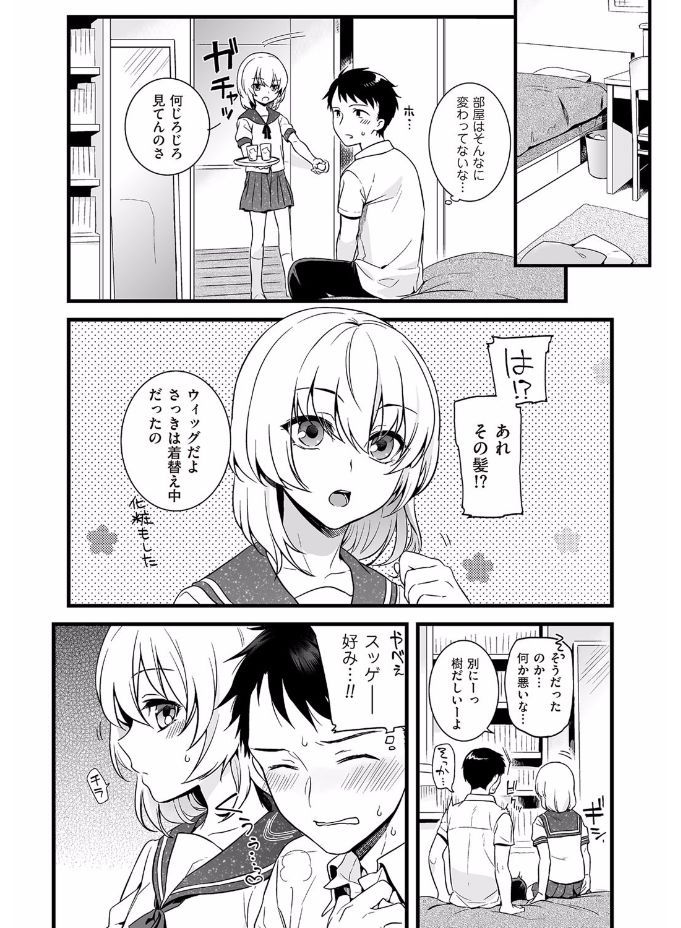 部屋はそんなに
変わってないな…
ホ…
ガチャッ
何じろじろ
見てんのさ
は!?
あれ
その髪!?
ウィッグだよ
さっきは着替え中
だったの
化粧もした
そうだった
のか…
何か悪いな…
別にーっ
樹だしぃーよ
そっか…
ギシ
やべぇ
スッゲー
好み…!!
うぅ…
チラ